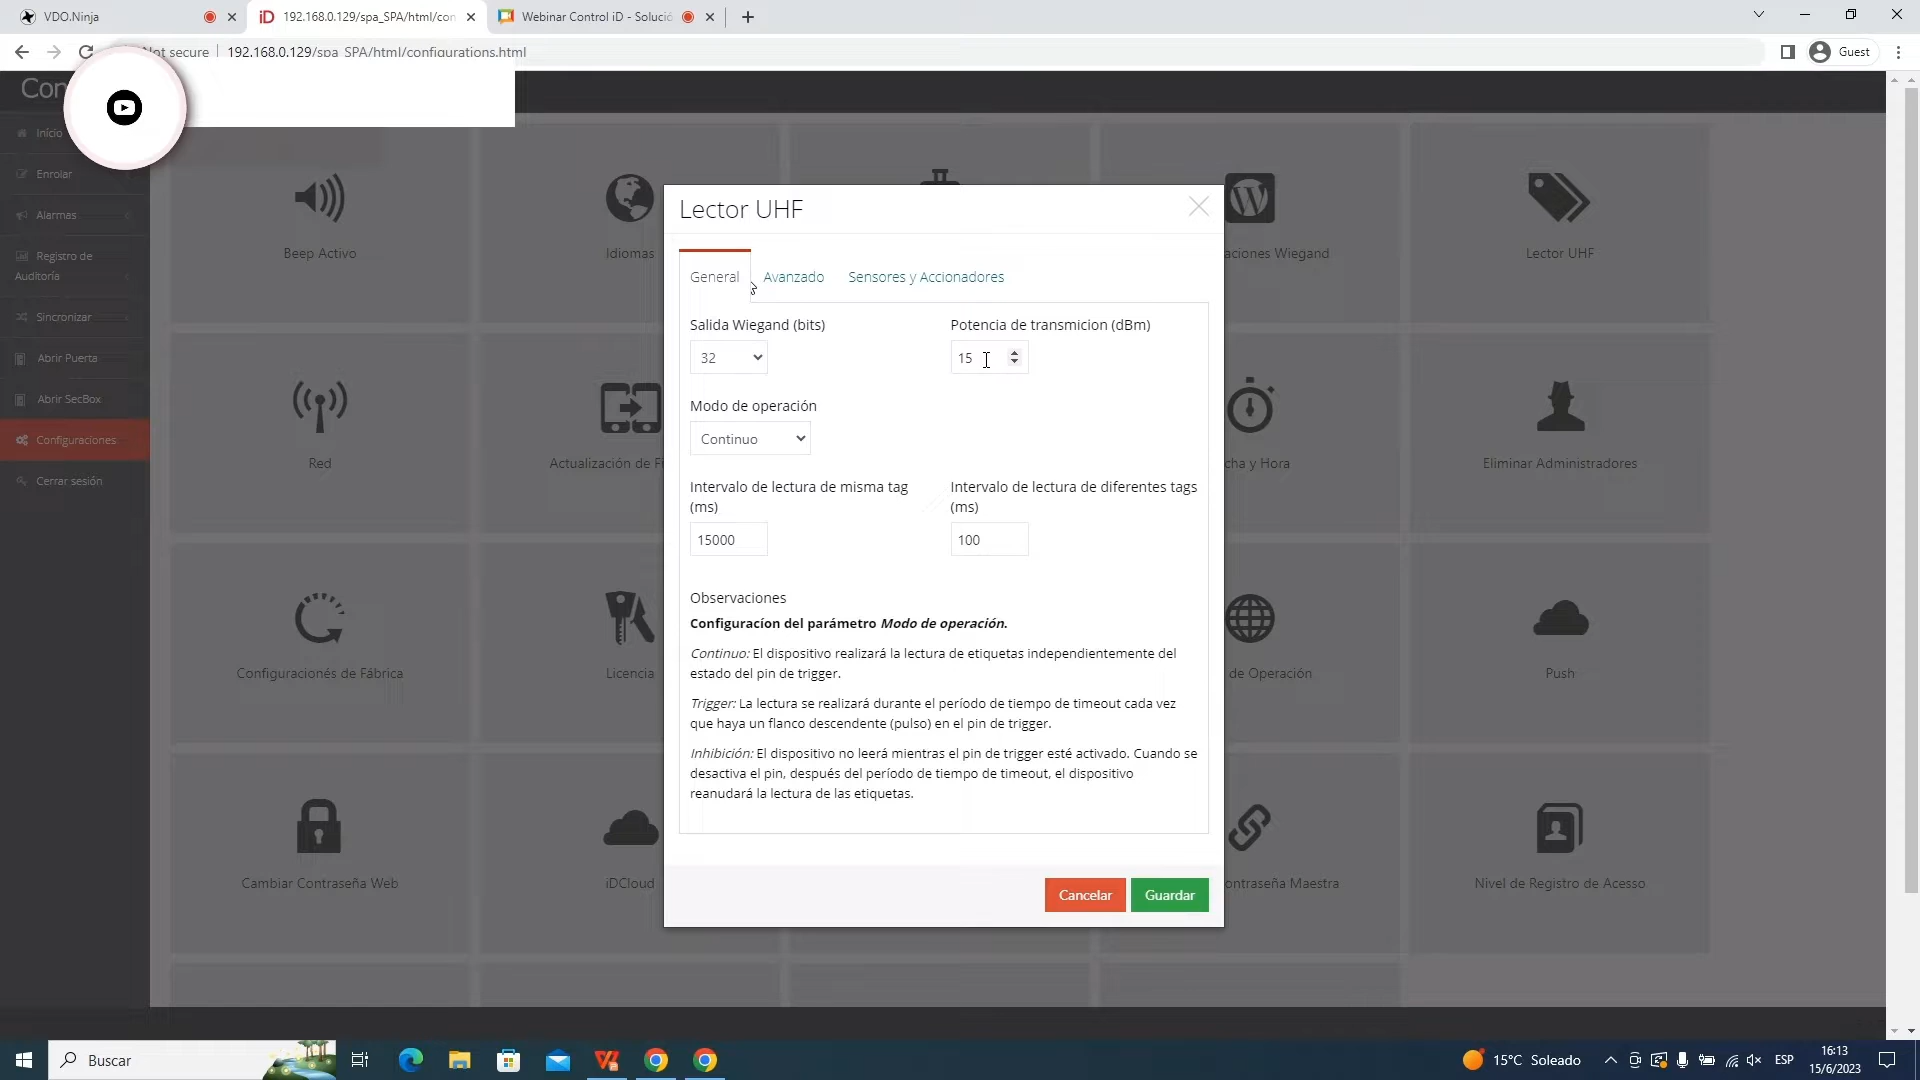 VDO.Ninja
iD 192.168.0.129/spa_SPA/html/con
Webinar Control iD - Solució
Not secure
192.168.0.129/spa_SPA/html/configurations.html
Guest
Con
Inicio
Enrolar
Alarmas
Registro de
Auditoría
Sincronizar
Abrir Puerta
Abrir SecBox
Configuraciones
Cerrar sesión
Beep Activo
Idiomas
aciones Wiegand
Lector UHF
Red
Actualización de Fi
cha y Hora
Eliminar Administradores
Configuraciónes de Fábrica
Licencia
de Operación
Push
Cambiar Contraseña Web
iDCloud
ontraseña Maestra
Nivel de Registro de Acesso
Lector UHF
General
Avanzado
Sensores y Accionadores
Salida Wiegand (bits)
Potencia de transmicion (dBm)
32
15
Modo de operación
Continuo
Intervalo de lectura de misma tag
(ms)
Intervalo de lectura de diferentes tags
(ms)
15000
100
Observaciones
Configuracíon del parámetro Modo de operación.
Continuo: El dispositivo realizará la lectura de etiquetas independientemente del
estado del pin de trigger.
Trigger: La lectura se realizará durante el período de tiempo de timeout cada vez
que haya un flanco descendente (pulso) en el pin de trigger.
Inhibición: El dispositivo no leerá mientras el pin de trigger esté activado. Cuando se
desactiva el pin, después del período de tiempo de timeout, el dispositivo
reanudará la lectura de las etiquetas.
Cancelar
Guardar
Buscar
15°C Soleado
ESP
16:13
15/6/2023